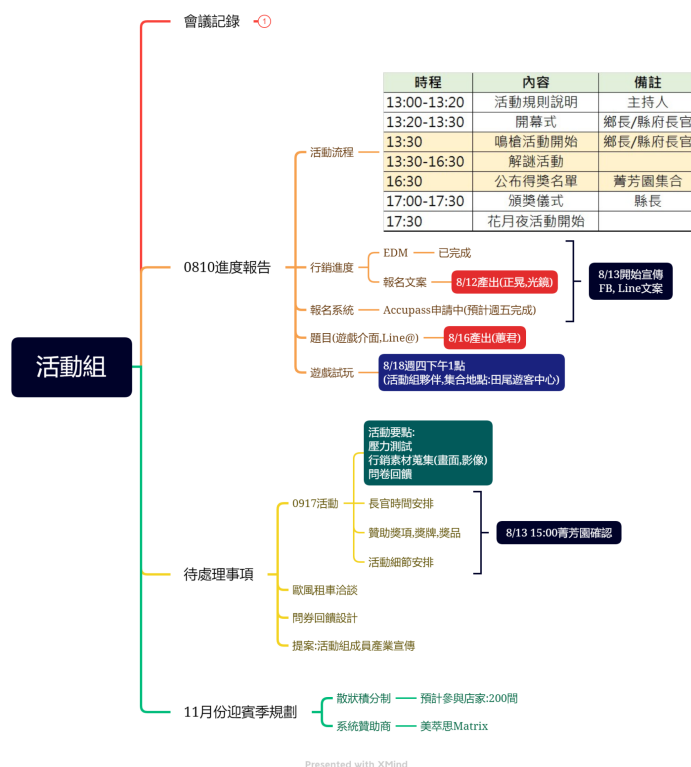 活動組
會議記錄
1
0810進度報告
活動流程
時程 內容 備註
13:00-13:20 活動規則說明 主持人
13:20-13:30 開幕式 鄉長/縣府長官
13:30 鳴槍活動開始 鄉長/縣府長官
13:30-16:30 解謎活動
16:30 公布得獎名單 菁芳園集合
17:00-17:30 頒獎儀式 縣長
17:30 花月夜活動開始
行銷進度
EDM
已完成
報名文案
8/12產出(正晃,光鏡)
報名系統
Accupass申請中(預計週五完成)
8/13開始宣傳
FB, Line文案
題目(遊戲介面,Line@)
8/16產出(蕙君)
遊戲試玩
8/18週四下午1點
(活動組夥伴,集合地點:田尾遊客中心)
待處理事項
0917活動
活動要點:
壓力測試
行銷素材蒐集(畫面,影像)
問卷回饋
長官時間安排
贊助獎項,獎牌,獎品
活動細節安排
8/13 15:00菁芳園確認
歐風租車洽談
問券回饋設計
提案:活動組成員產業宣傳
11月份迎賓季規劃
散狀積分制
預計參與店家:200間
系統贊助商
美萃思Matrix
Presented with XMind